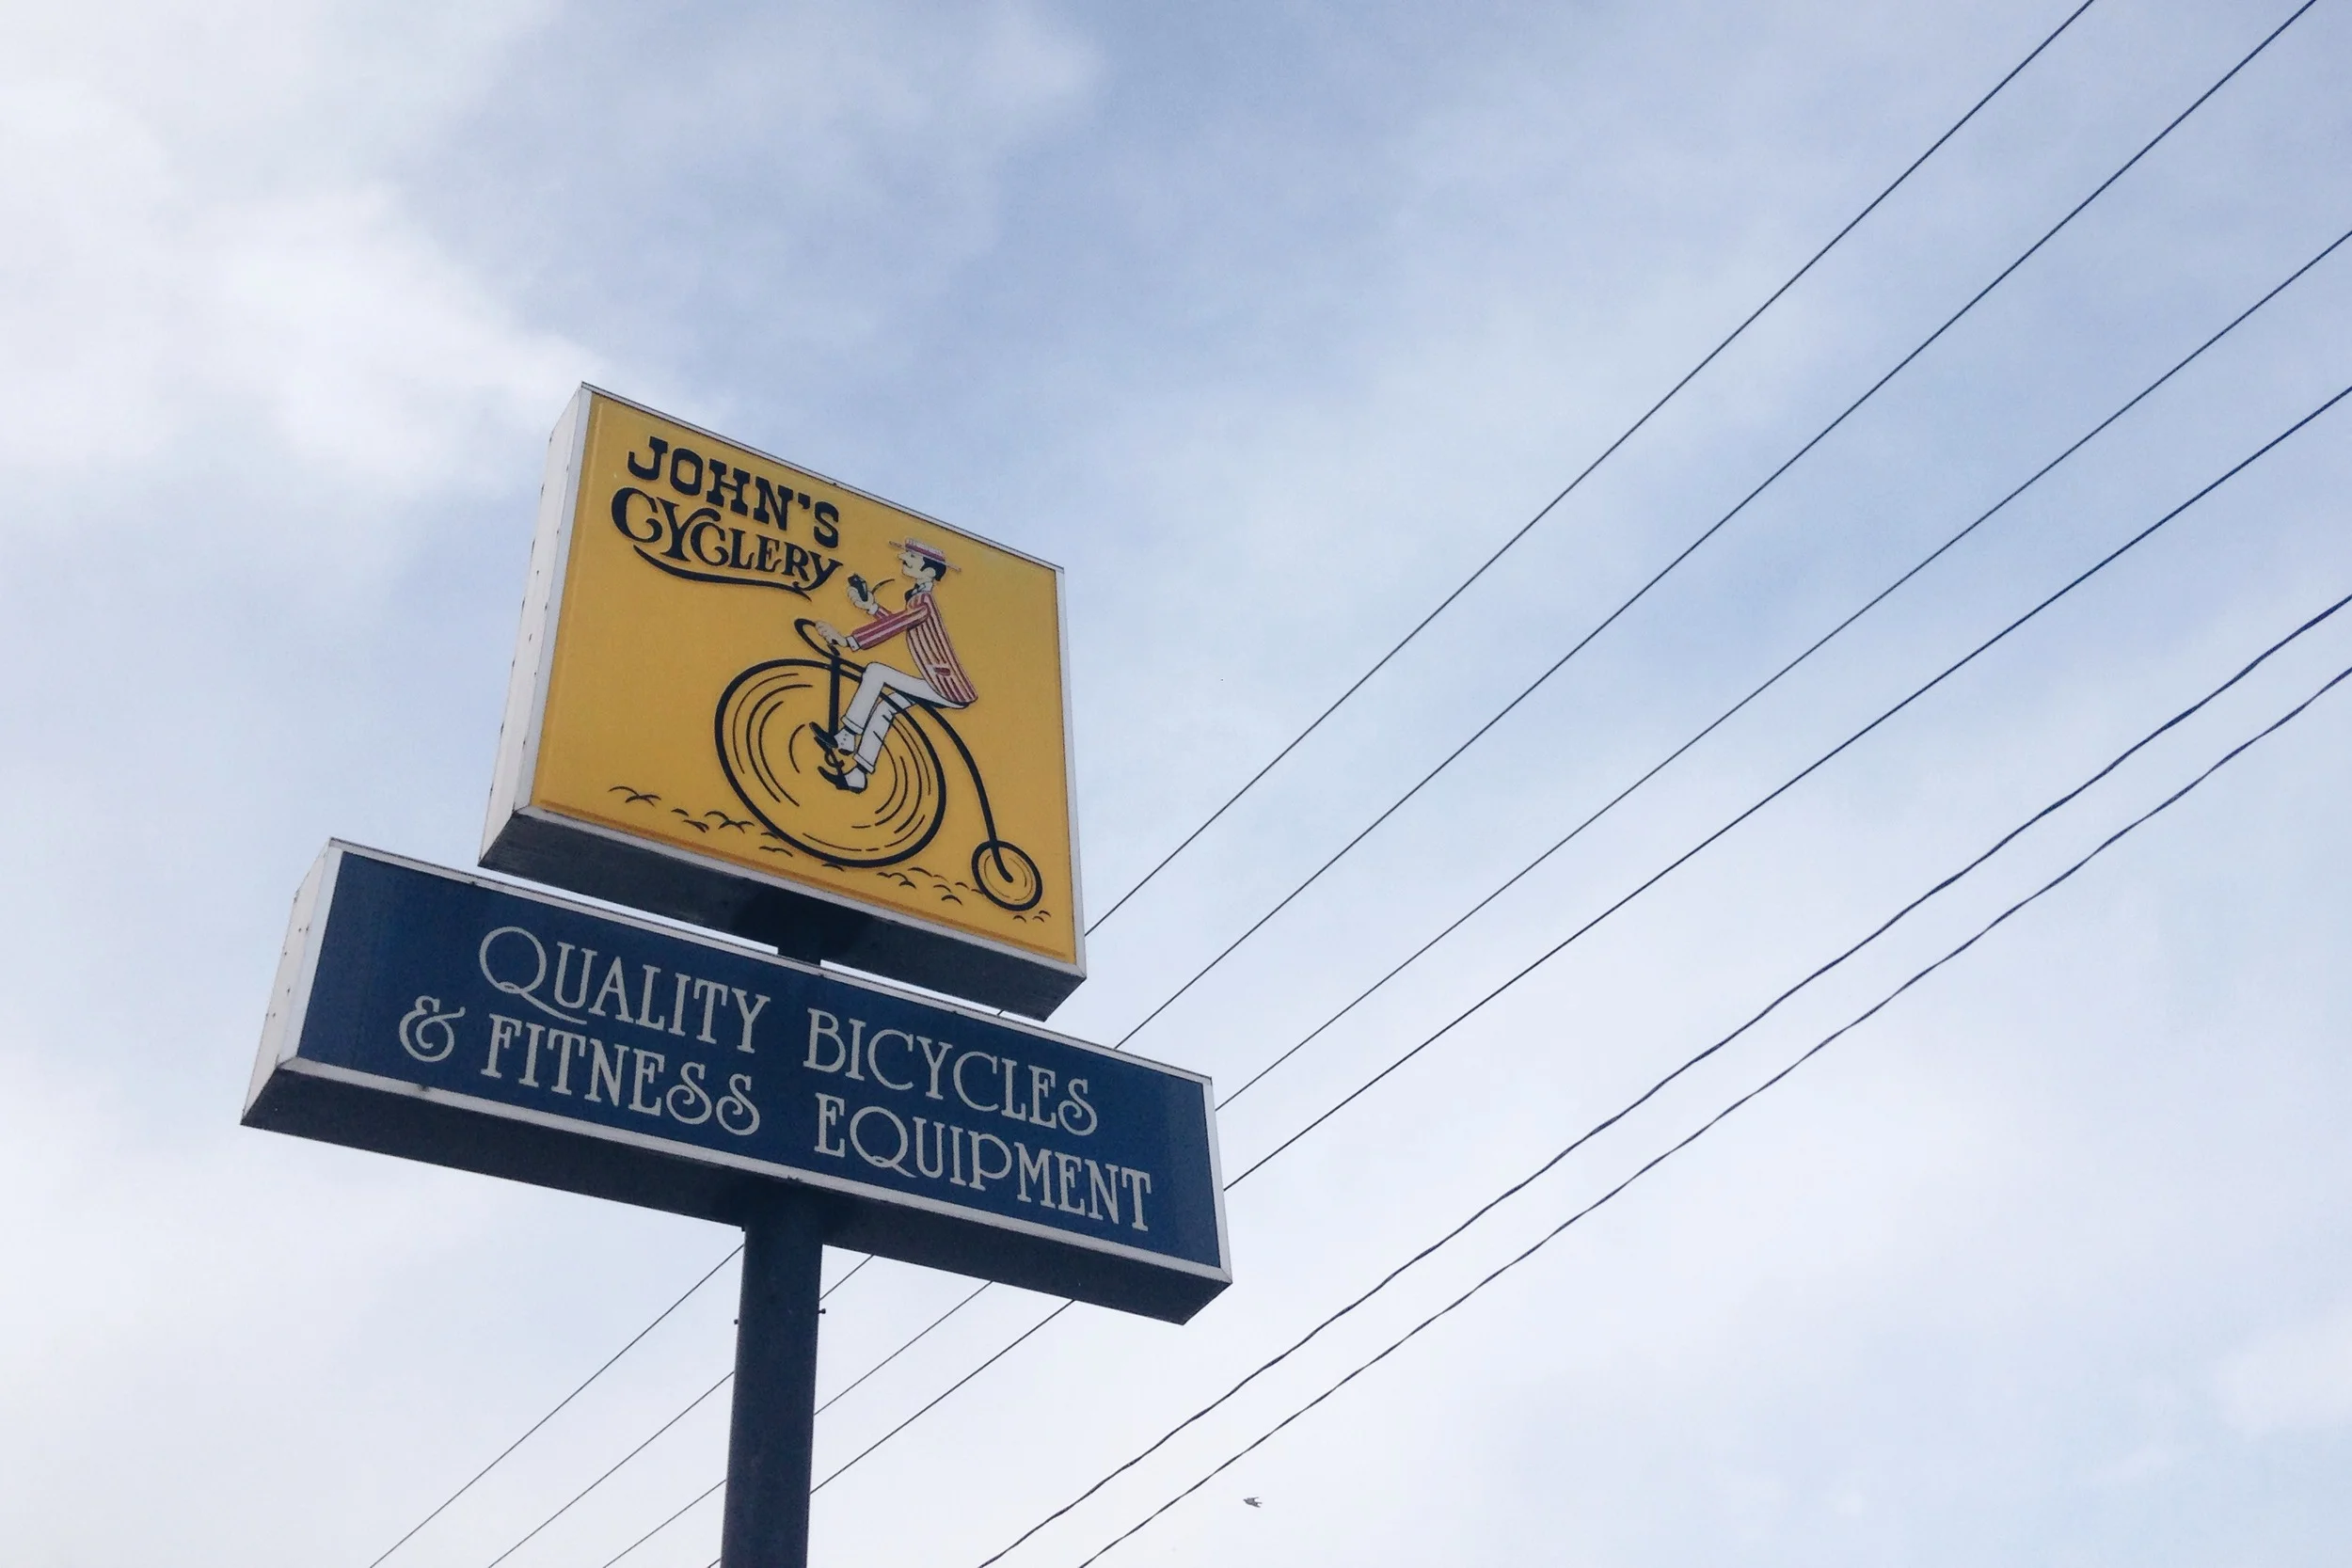 JOHN'S
CYCLERY
QUALITY BICYCLES
& FITNESS EQUIPMENT